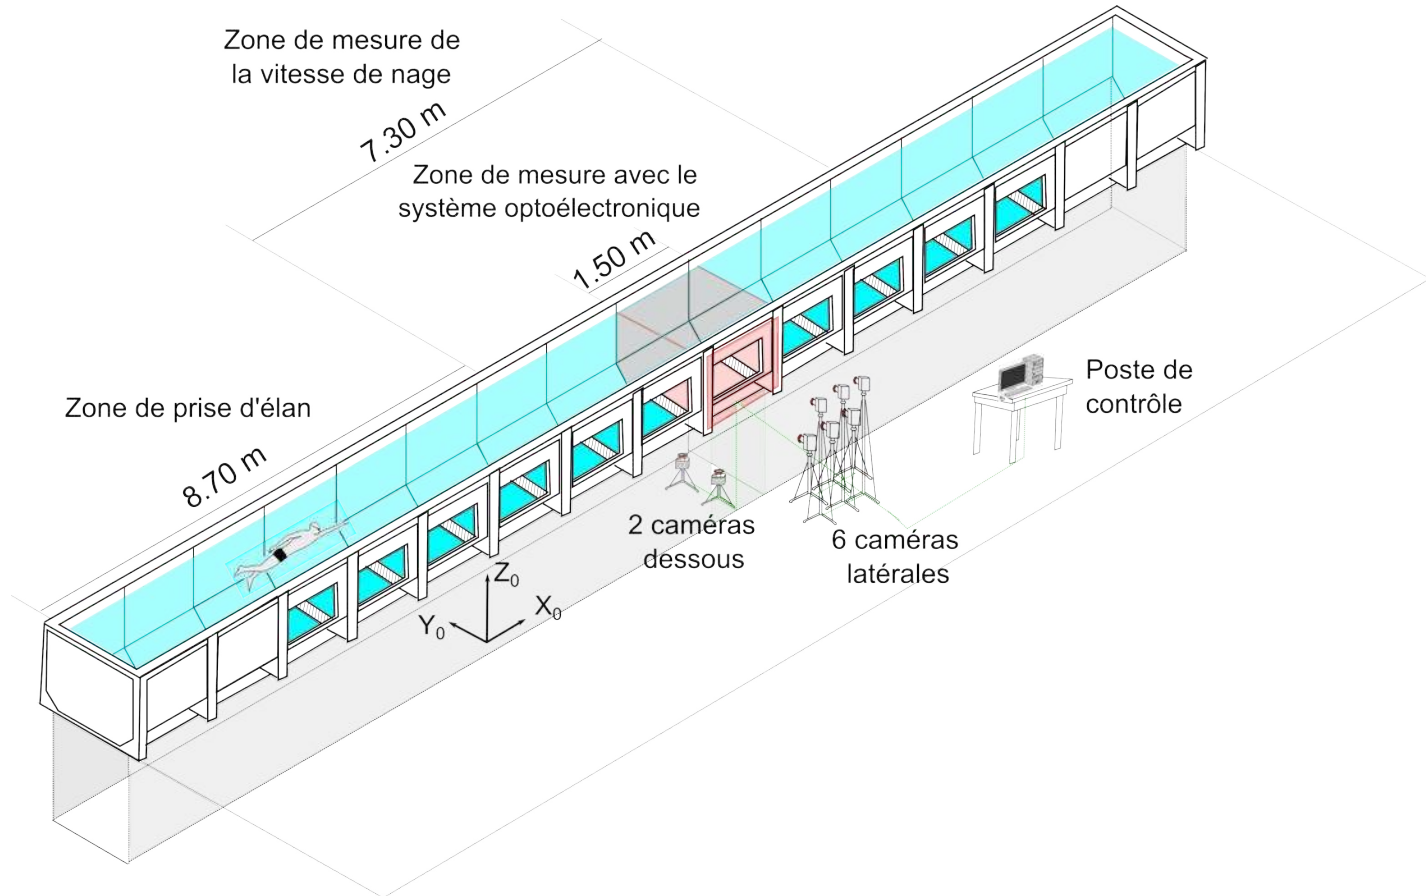 Zone de mesure de
la vitesse de nage
7.30 m
Zone de mesure avec le
système optoélectronique
1.50 m
Zone de prise d'élan
8.70 m
Poste de
contrôle
2 caméras
dessous
6 caméras
latérales
Z0
Y0
X0